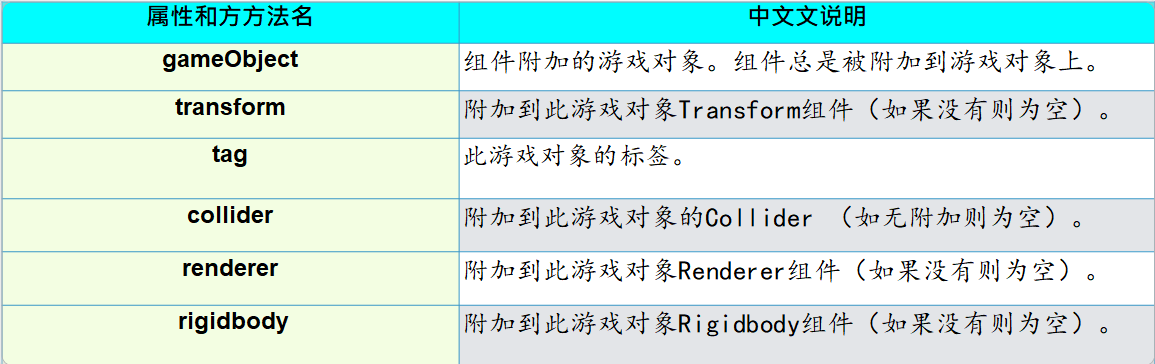 属性和方方法名 中文文说明
gameObject 组件附加的游戏对象。组件总是被附加到游戏对象上。
transform 附加到此游戏对象Transform组件（如果没有则为空）。
tag 此游戏对象的标签。
collider 附加到此游戏对象的Collider （如无附加则为空）。
renderer 附加到此游戏对象Renderer组件（如果没有则为空）。
rigidbody 附加到此游戏对象Rigidbody组件（如果没有则为空）。